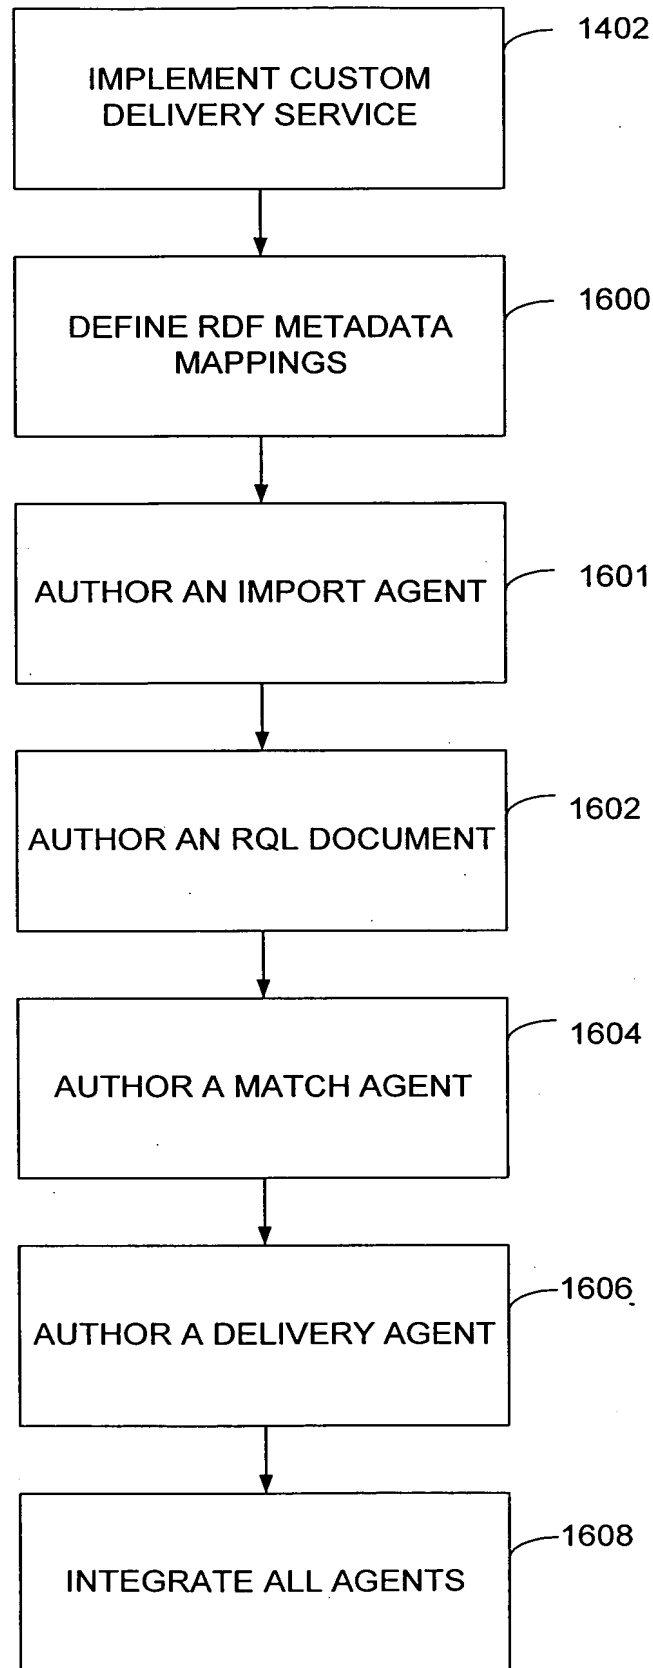 1402
IMPLEMENT CUSTOM
DELIVERY SERVICE
1600
DEFINE RDF METADATA
MAPPINGS
1601
AUTHOR AN IMPORT AGENT
1602
AUTHOR AN RQL DOCUMENT
1604
AUTHOR A MATCH AGENT
1606
AUTHOR A DELIVERY AGENT
1608
INTEGRATE ALL AGENTS